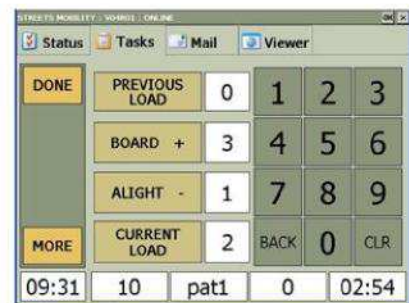 STREETS MOBILITY : V04R01 : ONLINE OK ×
Status Tasks Mail Viewer
DONE
MORE
PREVIOUS LOAD 0
BOARD + 3
ALIGHT - 1
CURRENT LOAD 2
1 2 3
4 5 6
7 8 9
BACK 0 CLR
09:31 10 pat1 0 02:54